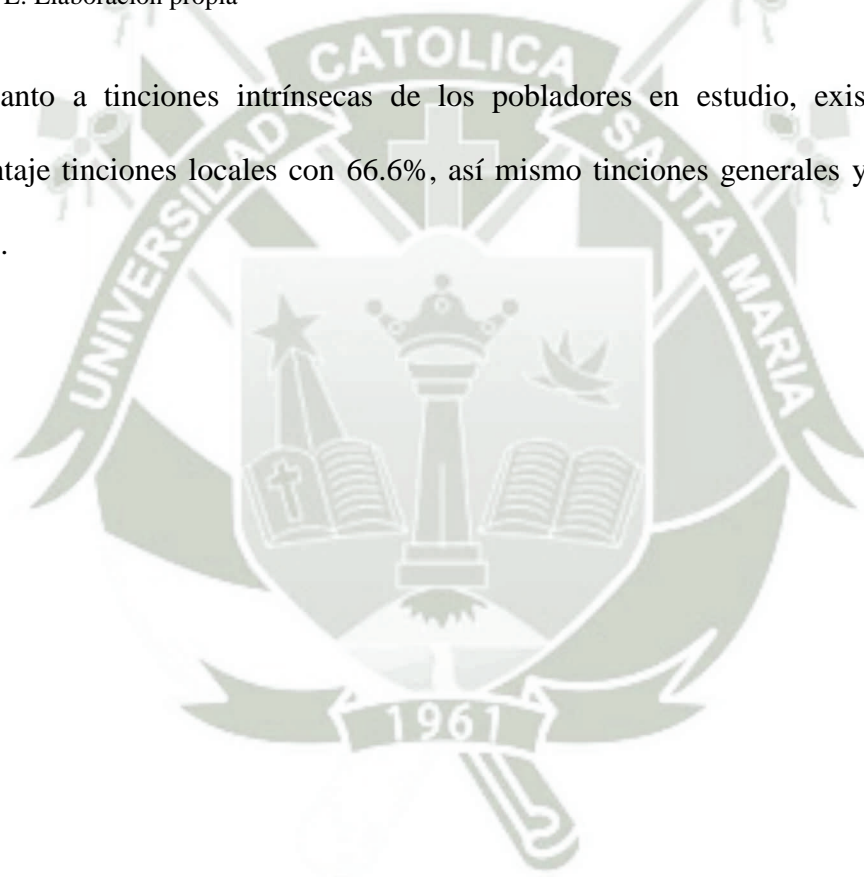 E: Elaboración propia
anto a tinciones intrínsecas de los pobladores en estudio, exis
ntaje tinciones locales con 66.6%, así mismo tinciones generales y
.
UNIVERSIDAD CATOLICA SANTA MARIA
1961